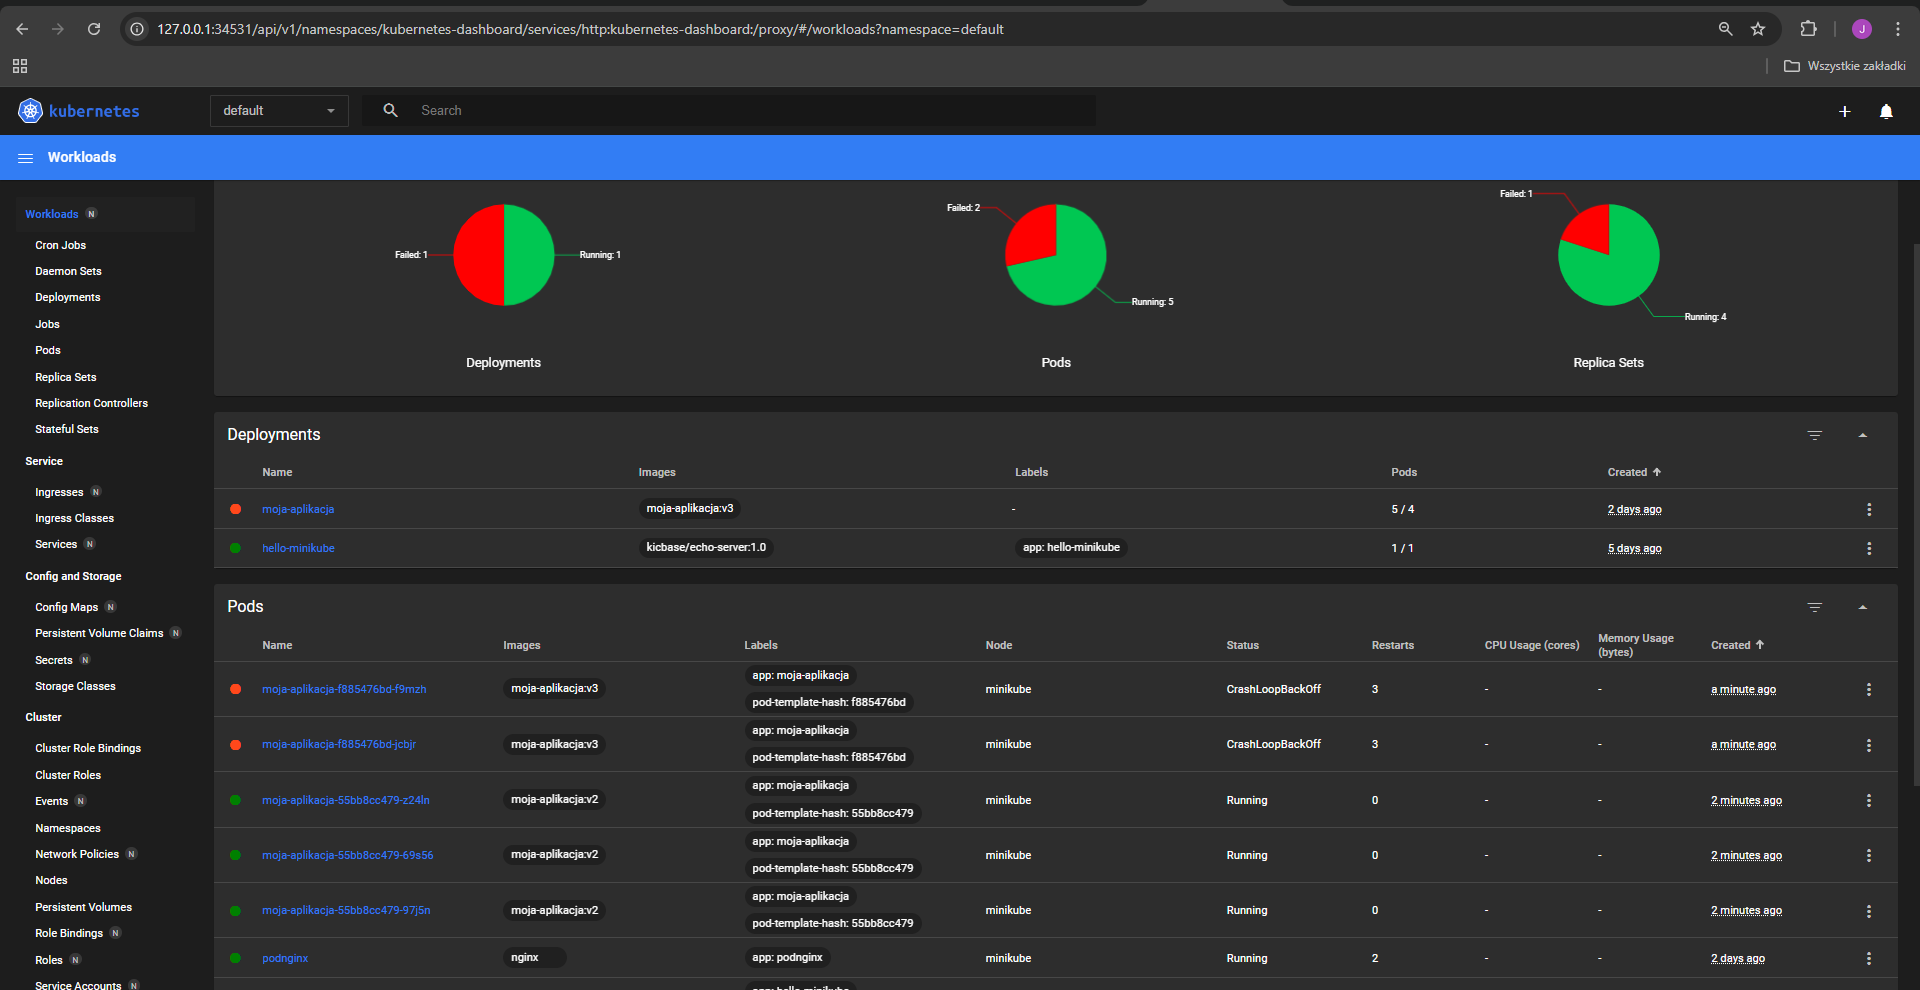 127.0.0.1:34531/api/v1/namespaces/kubernetes-dashboard/services/http:kubernetes-dashboard:/proxy/#/workloads?namespace=default
J
Wszystkie zakładki
kubernetes
default
Search
Workloads
Workloads N
Cron Jobs
Daemon Sets
Deployments
Jobs
Pods
Replica Sets
Replication Controllers
Stateful Sets
Service
Ingresses N
Ingress Classes
Services N
Config and Storage
Config Maps N
Persistent Volume Claims N
Secrets N
Storage Classes
Cluster
Cluster Role Bindings
Cluster Roles
Events N
Namespaces
Network Policies N
Nodes
Persistent Volumes
Role Bindings N
Roles N
Service Accounts N
Failed: 1
Running: 1
Deployments
Failed: 2
Running: 5
Pods
Failed: 1
Running: 4
Replica Sets
Deployments
Name Images Labels Pods Created
moja-aplikacja moja-aplikacja:v3 - 5 / 4 2 days ago
hello-minikube kicbase/echo-server:1.0 app: hello-minikube 1 / 1 5 days ago
Pods
Name Images Labels Node Status Restarts CPU Usage (cores) Memory Usage (bytes) Created
moja-aplikacja-f885476bd-f9mzh moja-aplikacja:v3 app: moja-aplikacja pod-template-hash: f885476bd minikube CrashLoopBackOff 3 - - a minute ago
moja-aplikacja-f885476bd-jcbjr moja-aplikacja:v3 app: moja-aplikacja pod-template-hash: f885476bd minikube CrashLoopBackOff 3 - - a minute ago
moja-aplikacja-55bb8cc479-z24ln moja-aplikacja:v2 app: moja-aplikacja pod-template-hash: 55bb8cc479 minikube Running 0 - - 2 minutes ago
moja-aplikacja-55bb8cc479-69s56 moja-aplikacja:v2 app: moja-aplikacja pod-template-hash: 55bb8cc479 minikube Running 0 - - 2 minutes ago
moja-aplikacja-55bb8cc479-97j5n moja-aplikacja:v2 app: moja-aplikacja pod-template-hash: 55bb8cc479 minikube Running 0 - - 2 minutes ago
podnginx nginx app: podnginx minikube Running 2 - - 2 days ago
app: hello-minikube